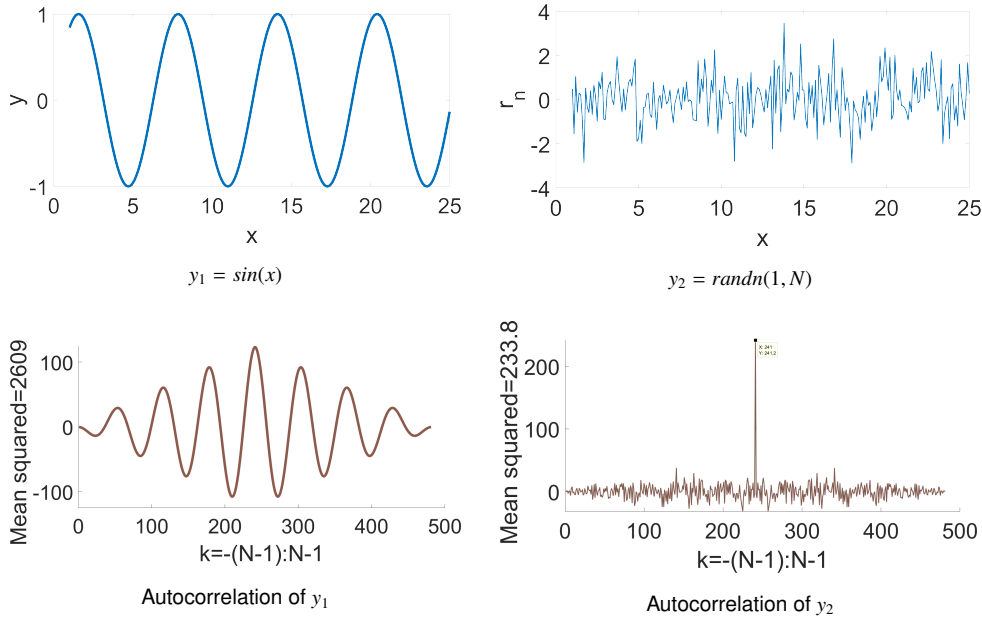 1
0
-1
y
0 5 10 15 20 25
x
y₁ = sin(x)
4
2
0
-2
-4
rₙ
0 5 10 15 20 25
x
y₂ = randn(1, N)
100
0
-100
Mean squared=2609
0 100 200 300 400 500
k=-(N-1):N-1
Autocorrelation of y₁
200
100
0
Mean squared=233.8
X: 241
Y: 241.2
0 100 200 300 400 500
k=-(N-1):N-1
Autocorrelation of y₂